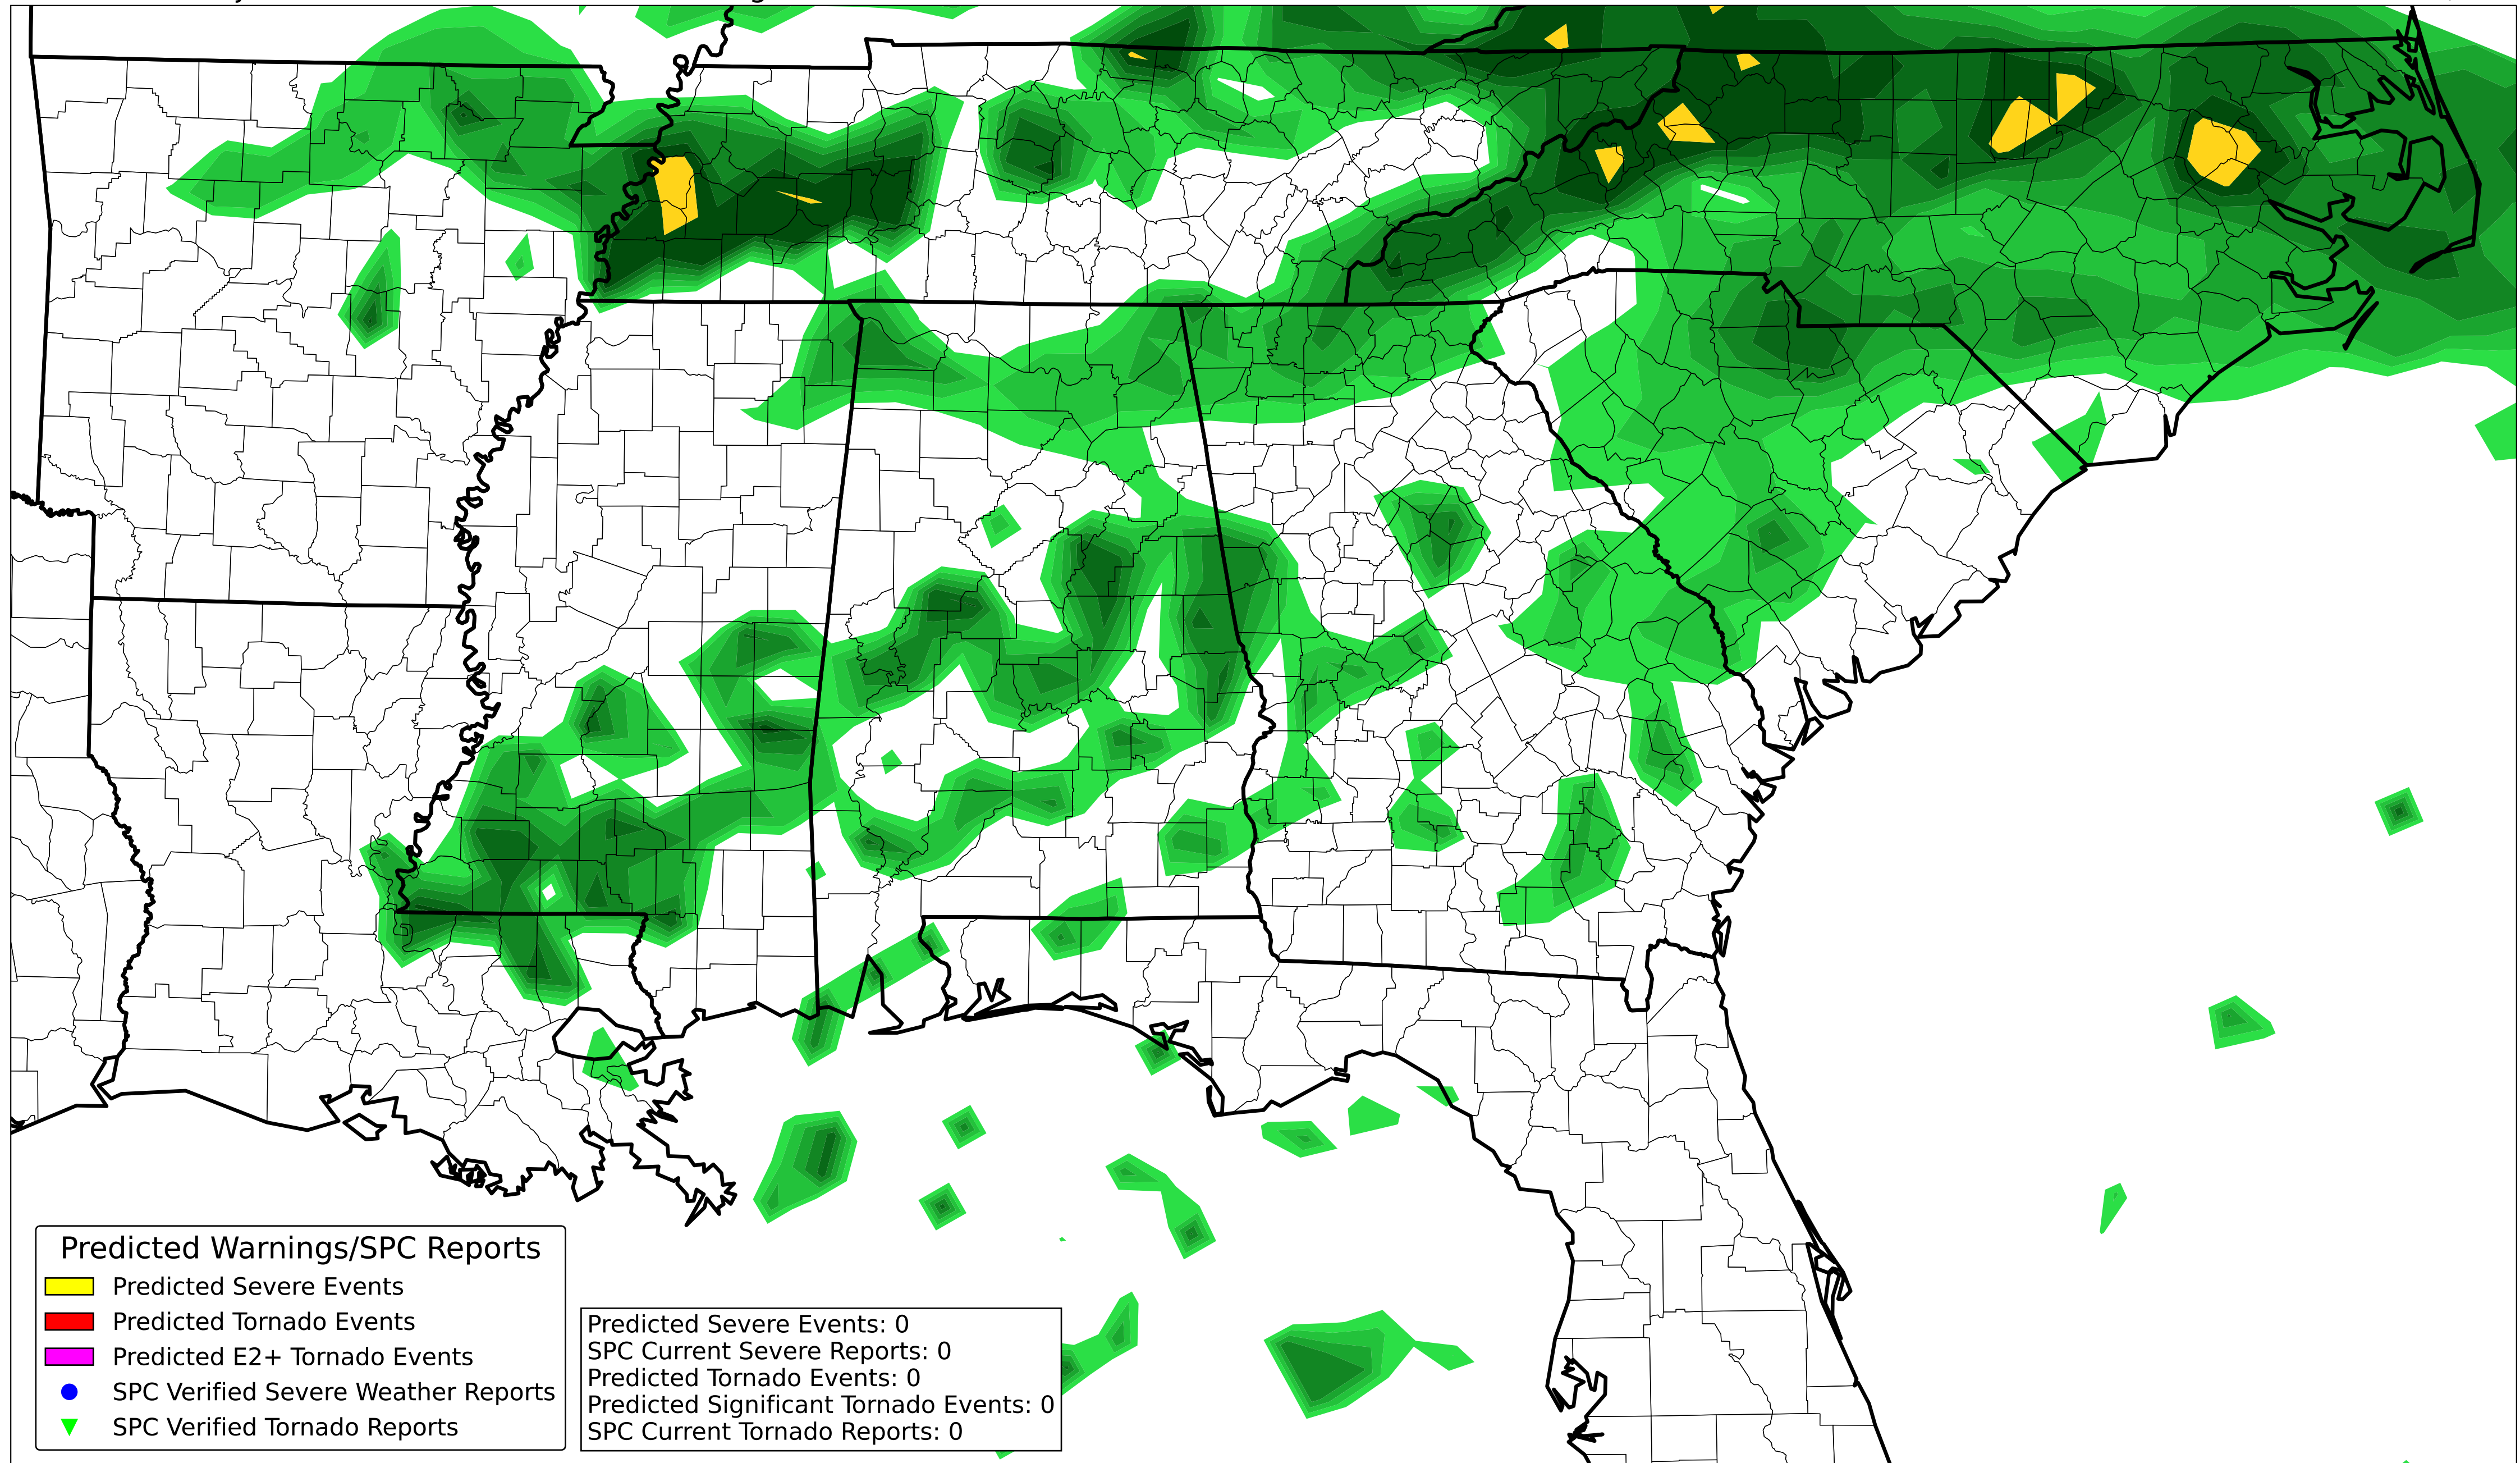 Predicted Warnings/SPC Reports
Predicted Severe Events
Predicted Tornado Events
Predicted E2+ Tornado Events
SPC Verified Severe Weather Reports
SPC Verified Tornado Reports
Predicted Severe Events: 0
SPC Current Severe Reports: 0
Predicted Tornado Events: 0
Predicted Significant Tornado Events: 0
SPC Current Tornado Reports: 0